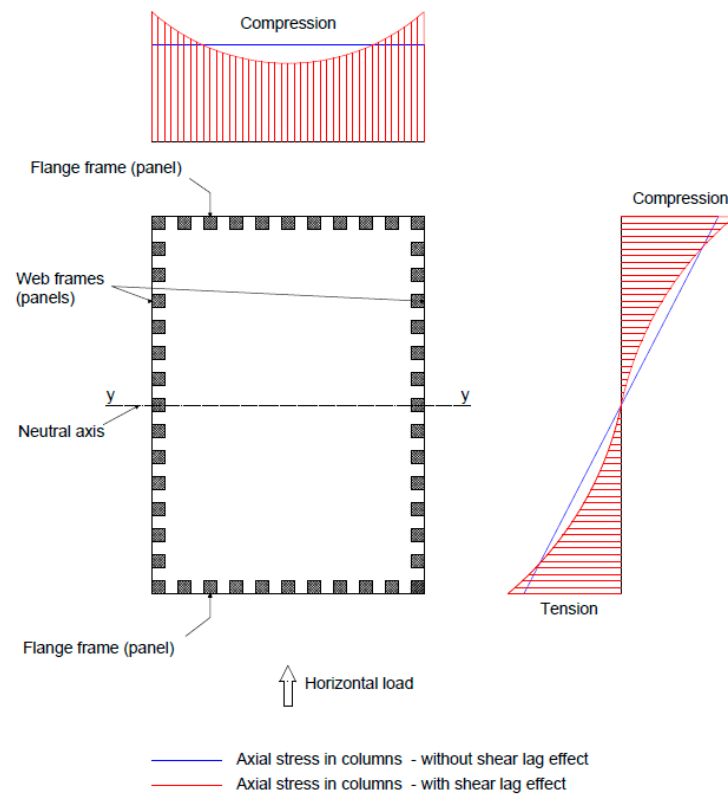 Compression
Flange frame (panel)
Compression
Web frames
(panels)
y
y
Neutral axis
Tension
Flange frame (panel)
Horizontal load
Axial stress in columns - without shear lag effect
Axial stress in columns - with shear lag effect